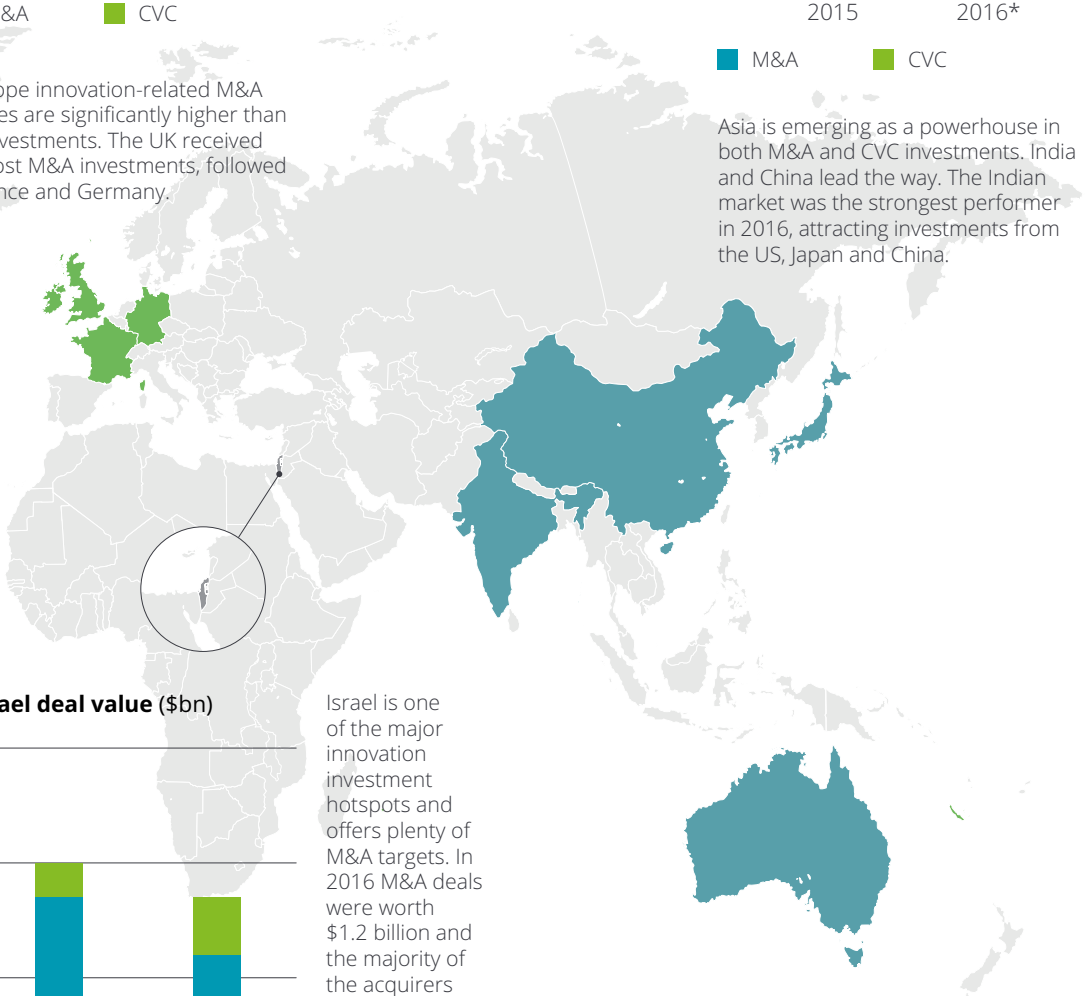 &A
CVC
ope innovation-related M&A
es are significantly higher than
vestments. The UK received
ost M&A investments, followed
nce and Germany.
2015 2016*
M&A CVC
Asia is emerging as a powerhouse in
both M&A and CVC investments. India
and China lead the way. The Indian
market was the strongest performer
in 2016, attracting investments from
the US, Japan and China.
ael deal value ($bn)
Israel is one
of the major
innovation
investment
hotspots and
offers plenty of
M&A targets. In
2016 M&A deals
were worth
$1.2 billion and
the majority of
the acquirers